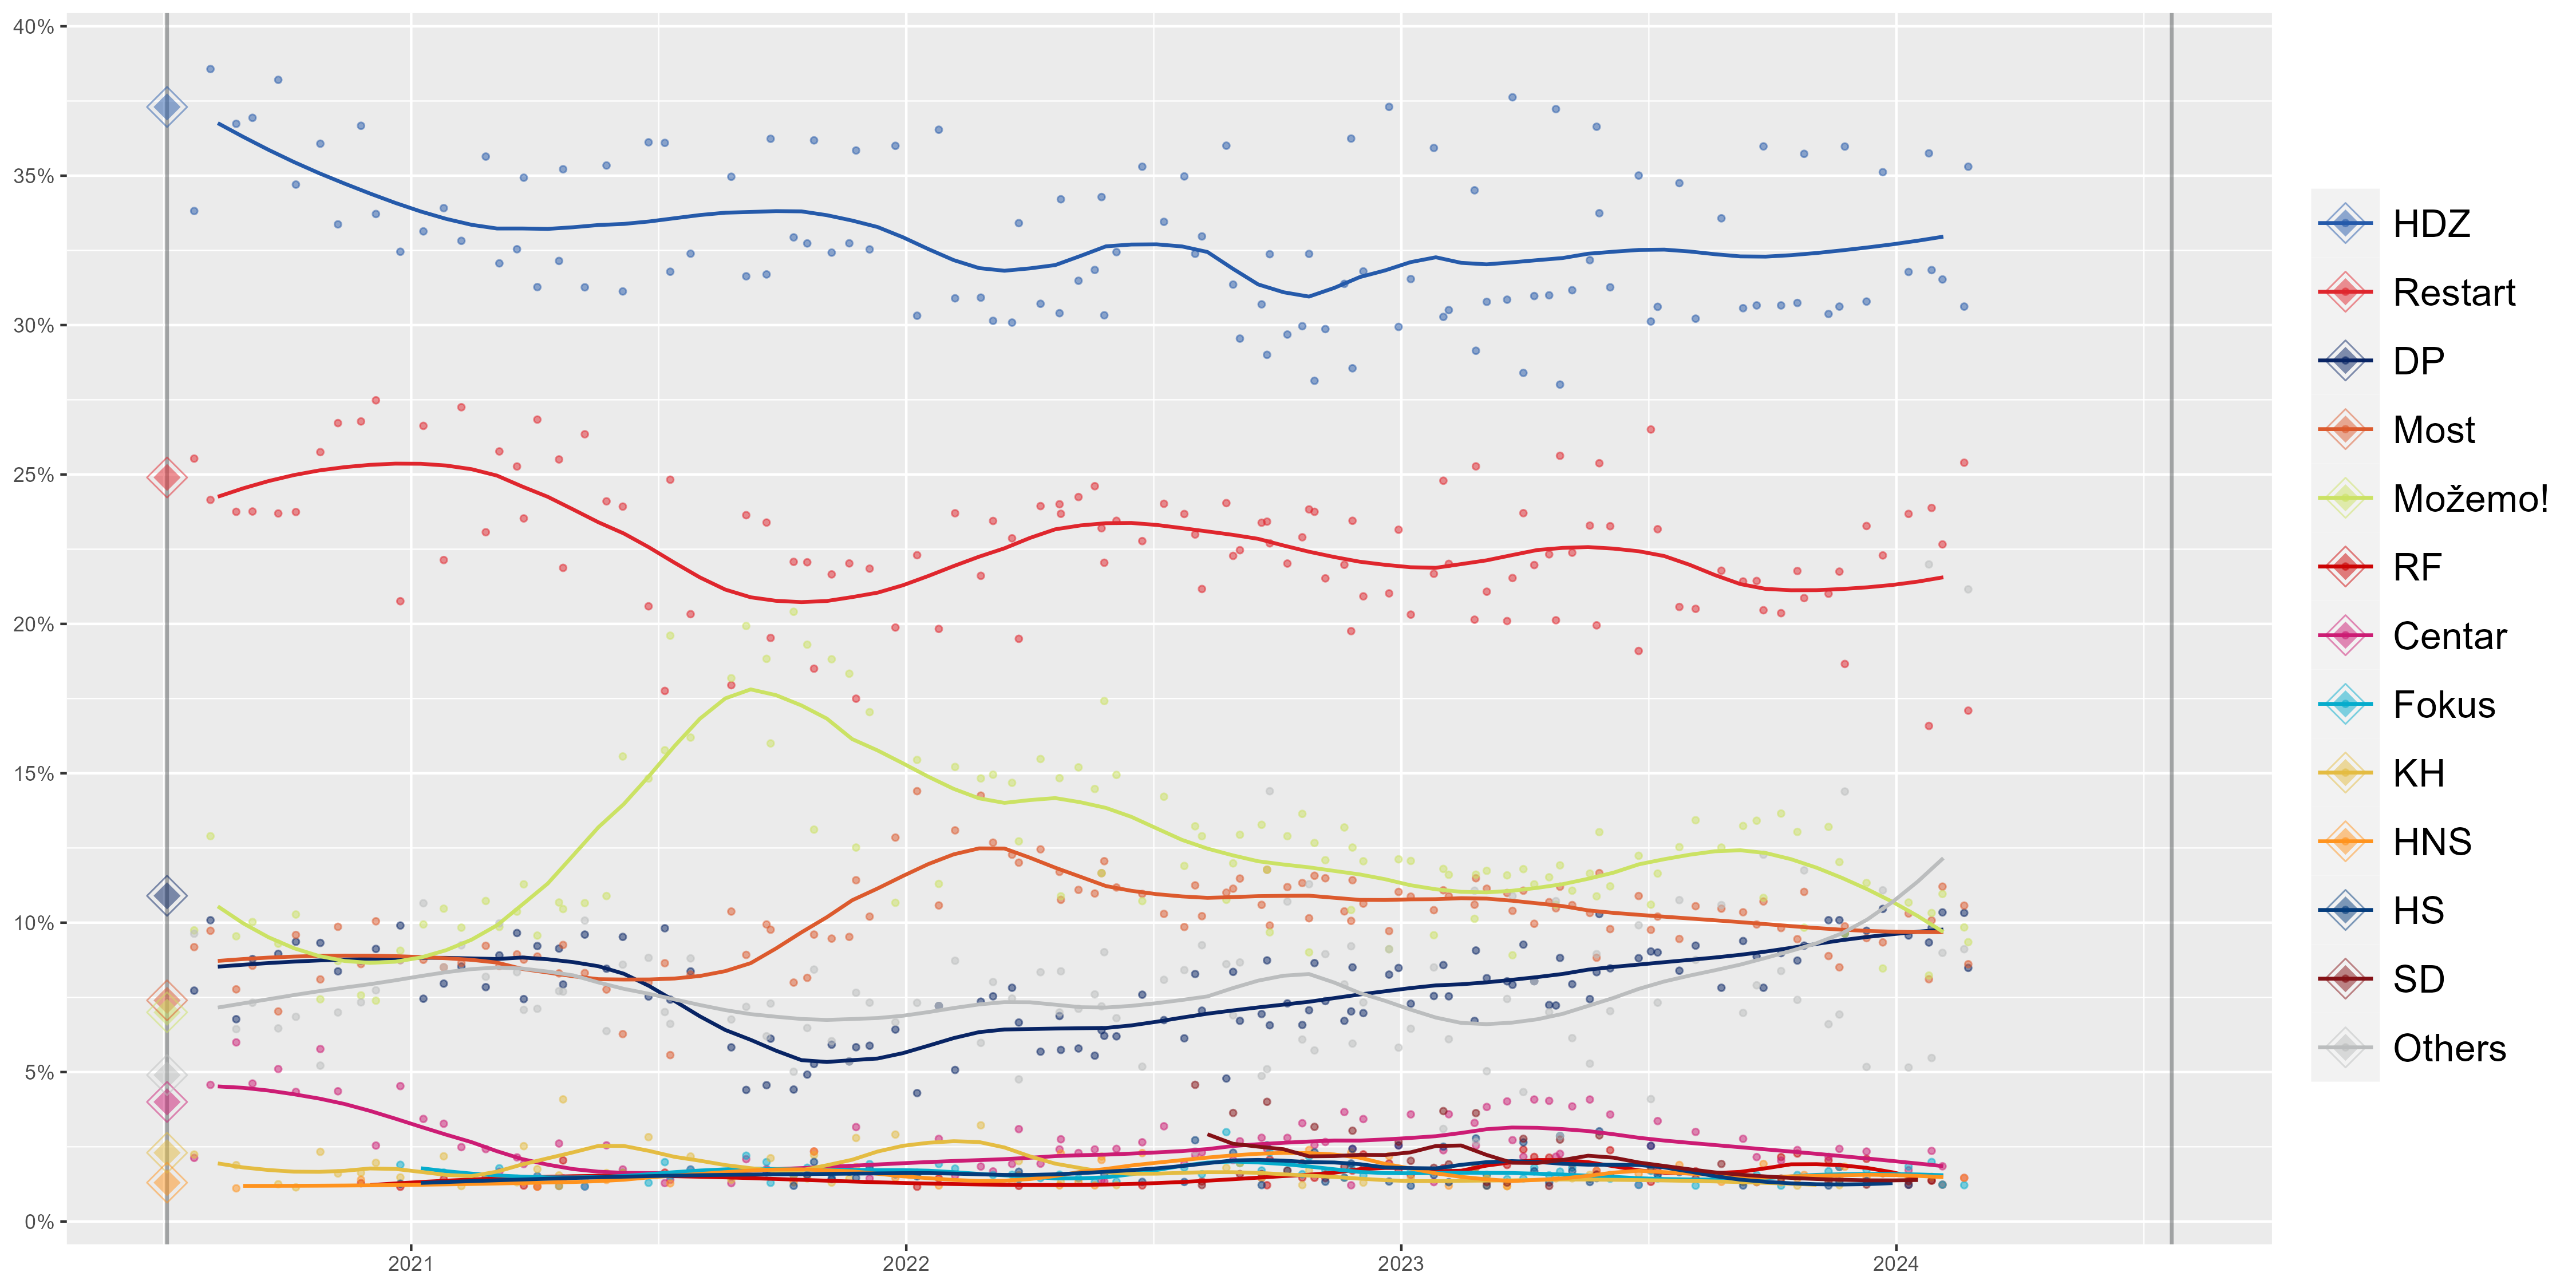 40%
35%
30%
25%
20%
15%
10%
5%
0%
2021
2022
2023
2024
HDZ
Restart
DP
Most
Možemo!
RF
Centar
Fokus
KH
HNS
HS
SD
Others